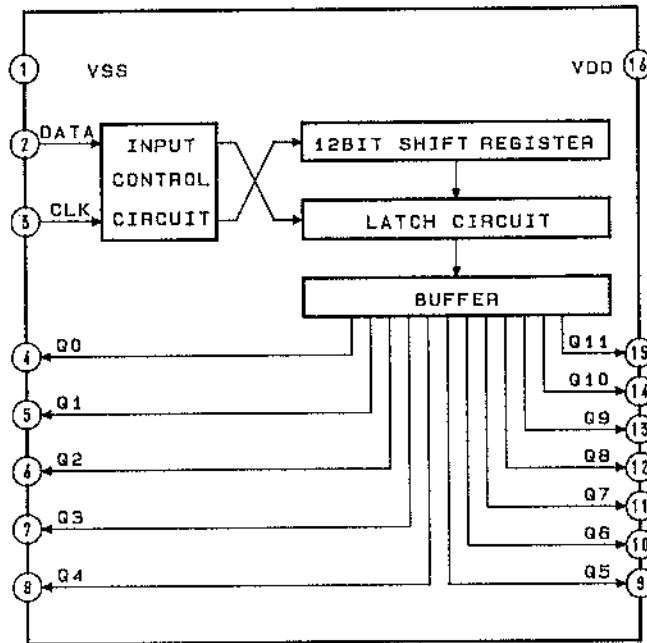 1 VSS VDD 16
2 DATA
INPUT
CONTROL
CIRCUIT
3 CLK
12BIT SHIFT REGISTER
LATCH CIRCUIT
BUFFER
4 Q0
5 Q1
6 Q2
7 Q3
8 Q4
Q11 15
Q10 14
Q9 13
Q8 12
Q7 11
Q6 10
Q5 9